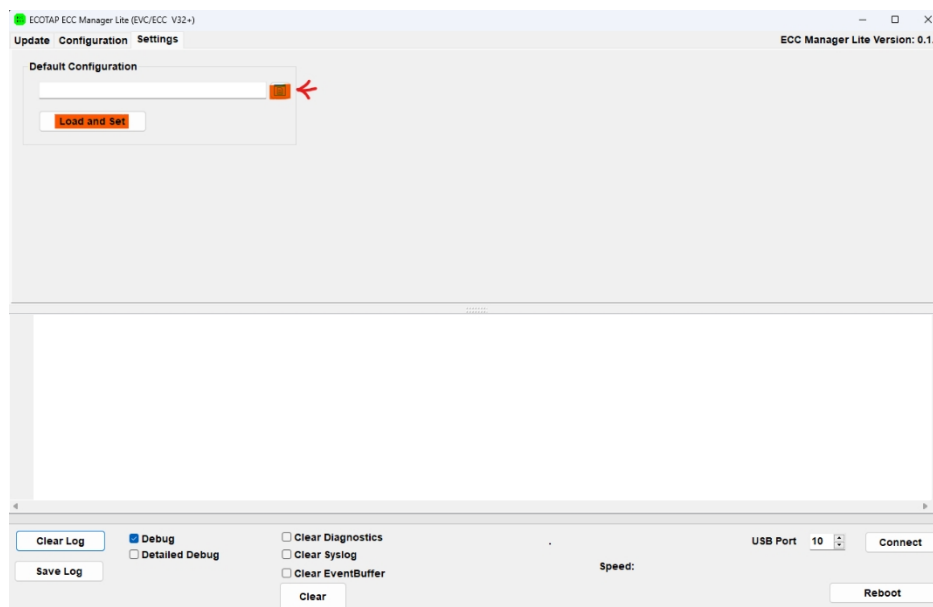 ECOTAP ECC Manager Lite (EVC/ECC V32+)
Update Configuration Settings
ECC Manager Lite Version: 0.1.
Default Configuration
Load and Set
Clear Log
Debug
Clear Diagnostics
USB Port 10
Connect
Detailed Debug
Clear Syslog
Speed:
Save Log
Clear EventBuffer
Clear
Reboot